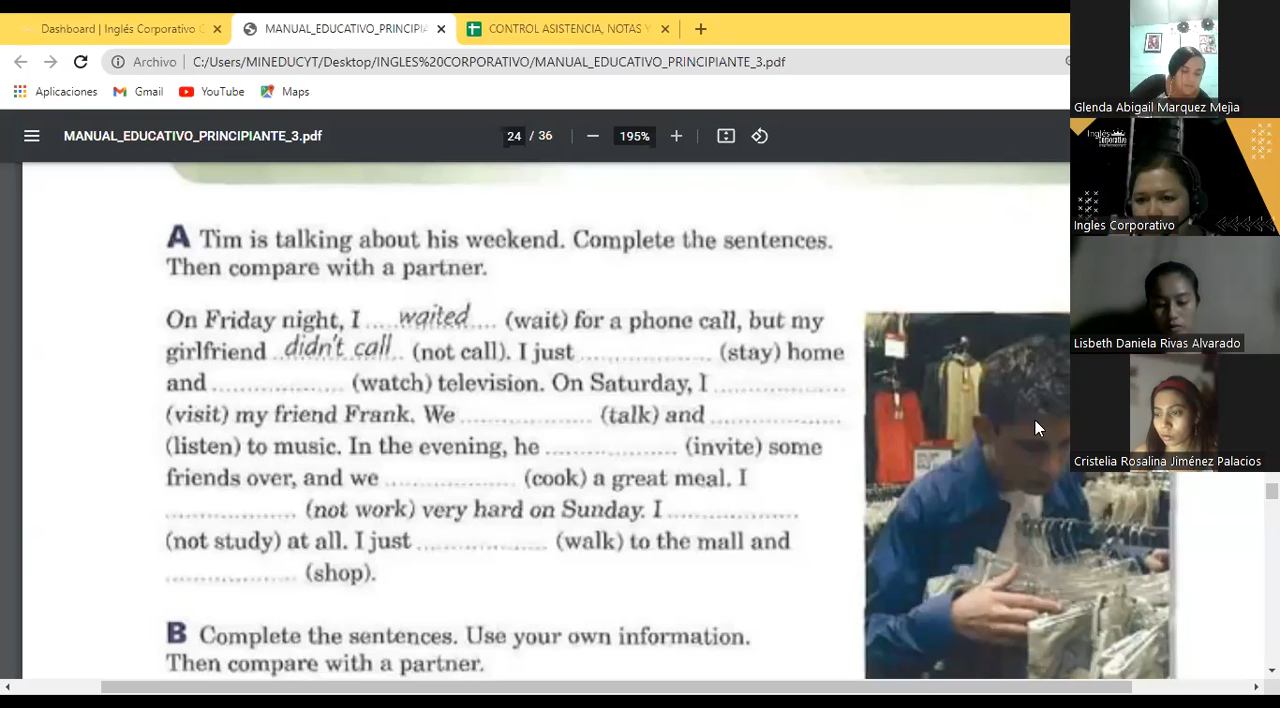 Dashboard | Inglés Corporativo
MANUAL_EDUCATIVO_PRINCIPIA
CONTROL ASISTENCIA, NOTAS Y
Archivo C:/Users/MINEDUCYT/Desktop/INGLES%20CORPORATIVO/MANUAL_EDUCATIVO_PRINCIPIANTE_3.pdf
Aplicaciones Gmail YouTube Maps
MANUAL_EDUCATIVO_PRINCIPIANTE_3.pdf 24 / 36 195%
A Tim is talking about his weekend. Complete the sentences.
Then compare with a partner.
On Friday night, I waited (wait) for a phone call, but my
girlfriend didn't call (not call). I just .................. (stay) home
and .................. (watch) television. On Saturday, I ..................
(visit) my friend Frank. We .................. (talk) and ..................
(listen) to music. In the evening, he .................. (invite) some
friends over, and we .................. (cook) a great meal. I
.................. (not work) very hard on Sunday. I ..................
(not study) at all. I just .................. (walk) to the mall and
.................. (shop).
B Complete the sentences. Use your own information.
Then compare with a partner.
Glenda Abigail Marquez Mejia
Inglés
Corporativo
Ingles Corporativo
Lisbeth Daniela Rivas Alvarado
Cristelia Rosalina Jiménez Palacios